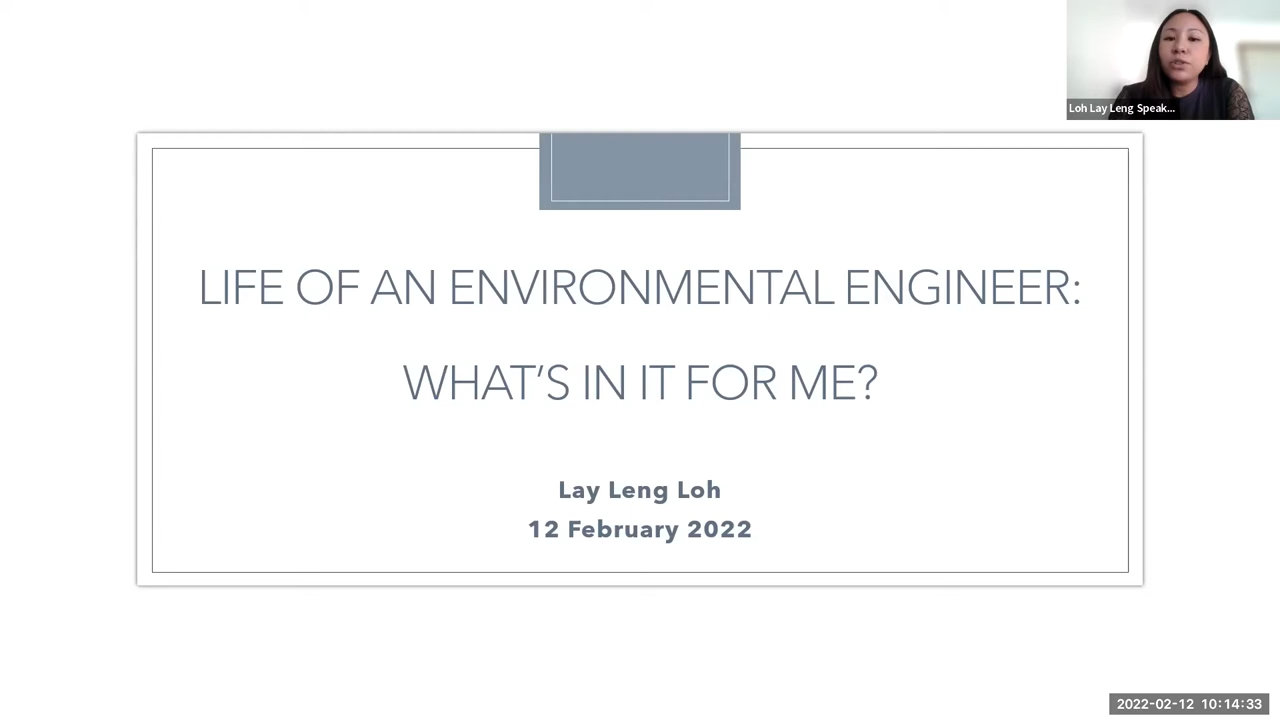 Loh Lay Leng Speak...
LIFE OF AN ENVIRONMENTAL ENGINEER:
WHAT'S IN IT FOR ME?
Lay Leng Loh
12 February 2022
2022-02-12 10:14:33